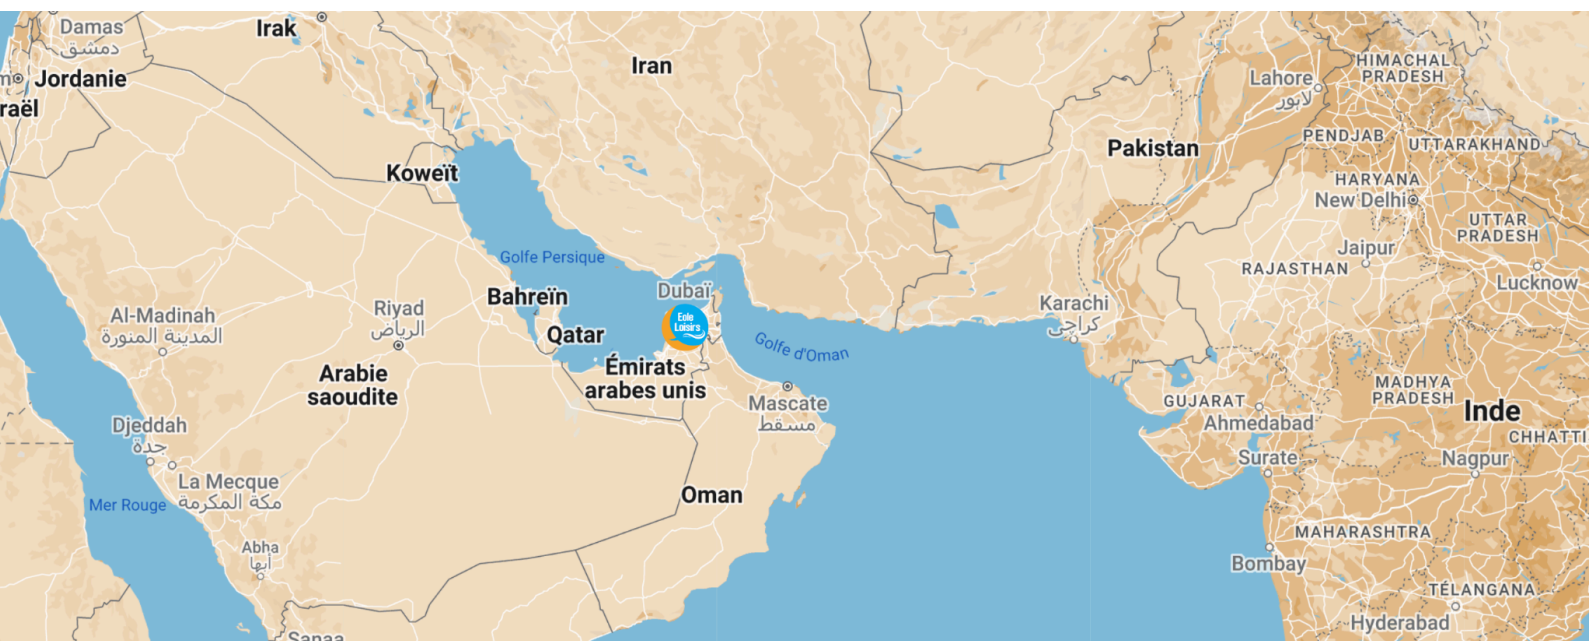 Damas
دمشق
Irak
Iran
Jordanie
raël
Koweït
Golfe Persique
Bahreïn
Qatar
Dubaï
Eole
Loisirs
Émirats
arabes unis
Golfe d'Oman
Mascate
مسقط
Oman
Riyad
الرياض
Arabie
saoudite
Al-Madinah
المدينة المنورة
Djeddah
جدة
La Mecque
مكة المكرمة
Mer Rouge
Abha
أبها
Sanaa
Pakistan
Lahore
لاہور
Karachi
کراچی
HIMACHAL
PRADESH
PENDJAB
UTTARAKHAND
HARYANA
New Delhi
UTTAR
PRADESH
Jaipur
RAJASTHAN
Lucknow
GUJARAT
Ahmedabad
MADHYA
PRADESH
Inde
CHHATTI
Surate
Nagpur
MAHARASHTRA
Bombay
TÉLANGANA
Hyderabad